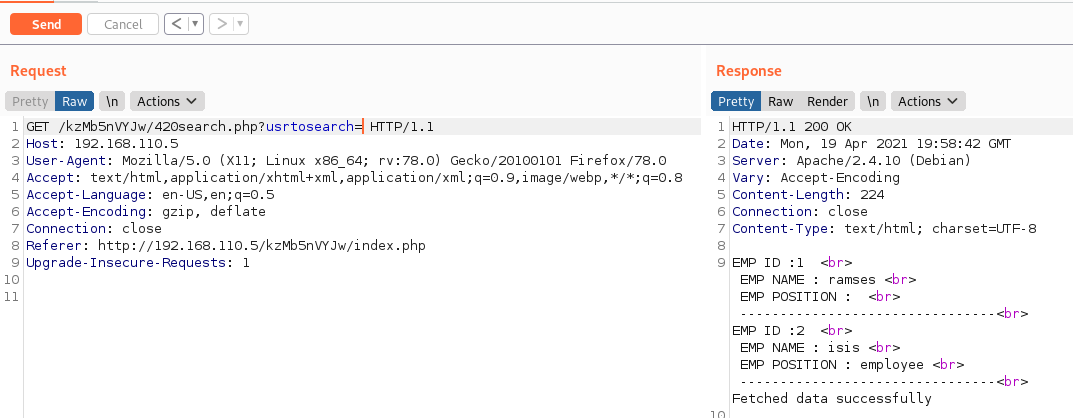 Send Cancel < > 
Request
Pretty Raw \n Actions
1 GET /kzMb5nVYJw/420search.php?usrtosearch= HTTP/1.1
2 Host: 192.168.110.5
3 User-Agent: Mozilla/5.0 (X11; Linux x86_64; rv:78.0) Gecko/20100101 Firefox/78.0
4 Accept: text/html,application/xhtml+xml,application/xml;q=0.9,image/webp,*/*;q=0.8
5 Accept-Language: en-US,en;q=0.5
6 Accept-Encoding: gzip, deflate
7 Connection: close
8 Referer: http://192.168.110.5/kzMb5nVYJw/index.php
9 Upgrade-Insecure-Requests: 1
10
11
Response
Pretty Raw Render \n Actions
1 HTTP/1.1 200 OK
2 Date: Mon, 19 Apr 2021 19:58:42 GMT
3 Server: Apache/2.4.10 (Debian)
4 Vary: Accept-Encoding
5 Content-Length: 224
6 Connection: close
7 Content-Type: text/html; charset=UTF-8
8
9 EMP ID :1 <br>
EMP NAME : ramses <br>
EMP POSITION : <br>
--------------------------------<br>
EMP ID :2 <br>
EMP NAME : isis <br>
EMP POSITION : employee <br>
--------------------------------<br>
Fetched data successfully
10